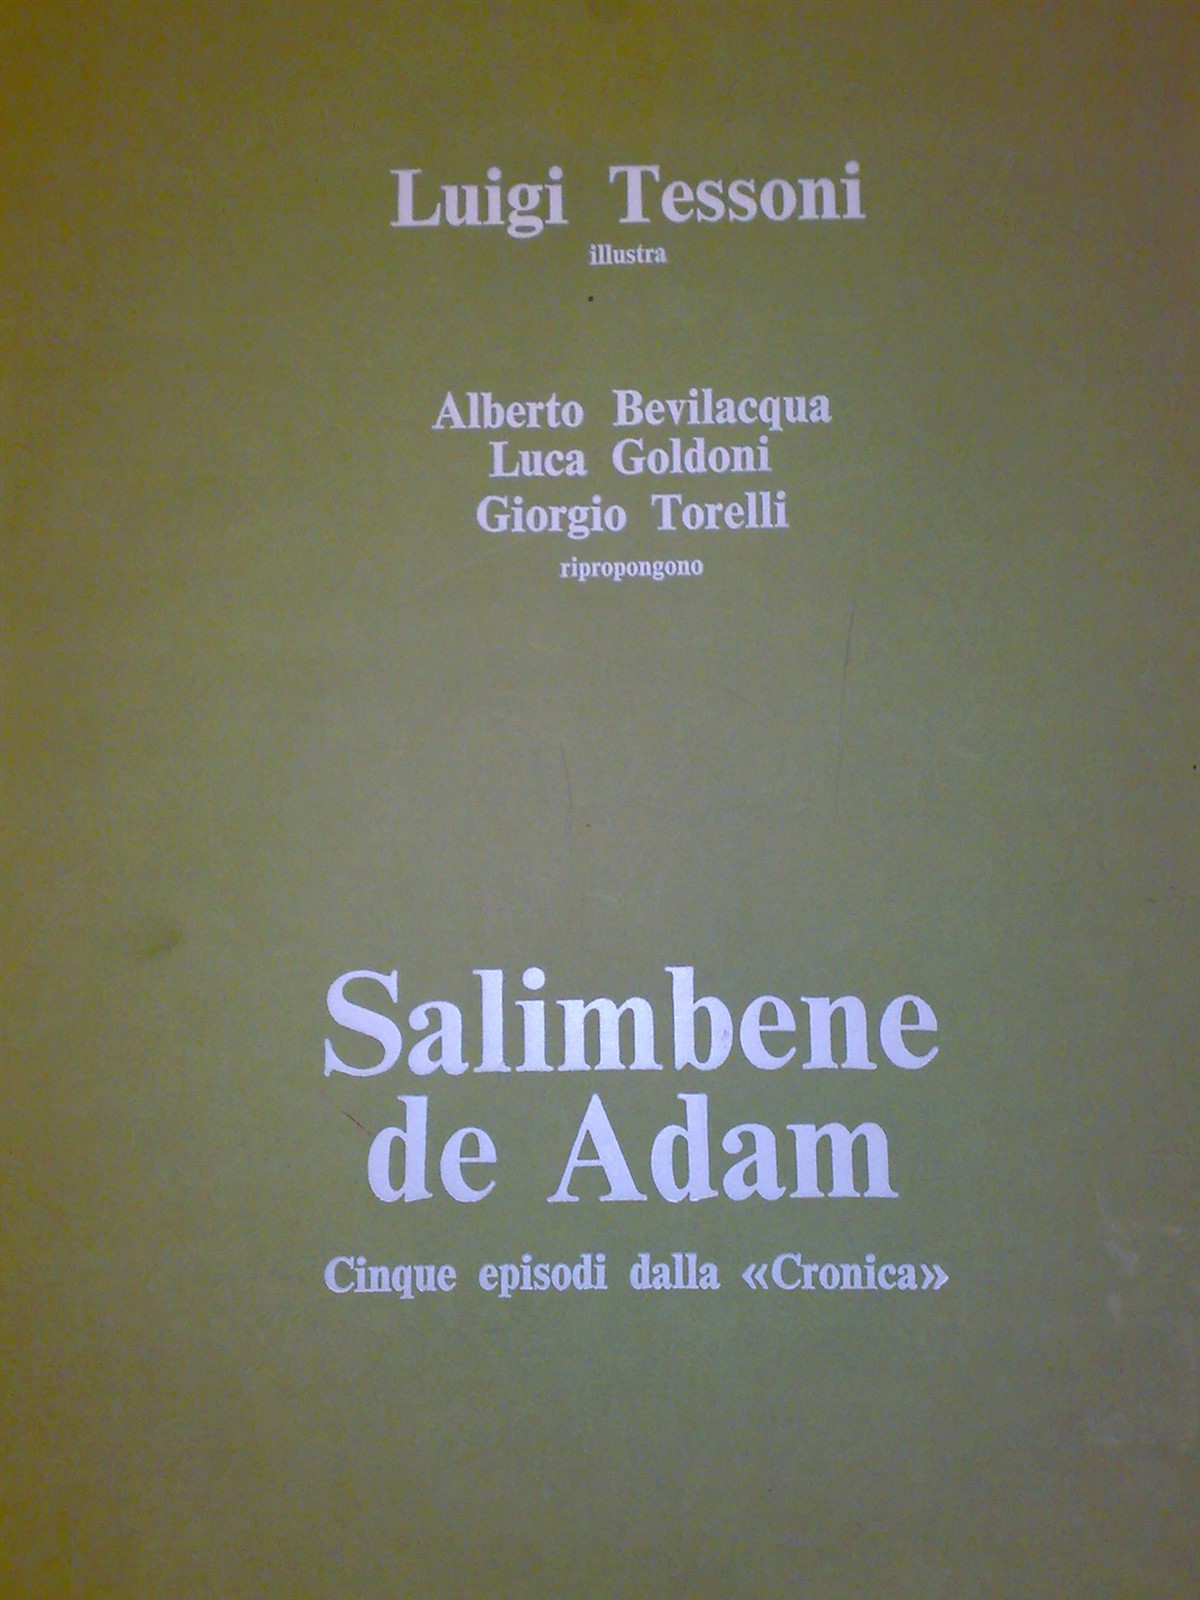 Luigi Tessoni
illustra
Alberto Bevilacqua
Luca Goldoni
Giorgio Torelli
ripropongono
Salimbene
de Adam
Cinque episodi dalla «Cronica»